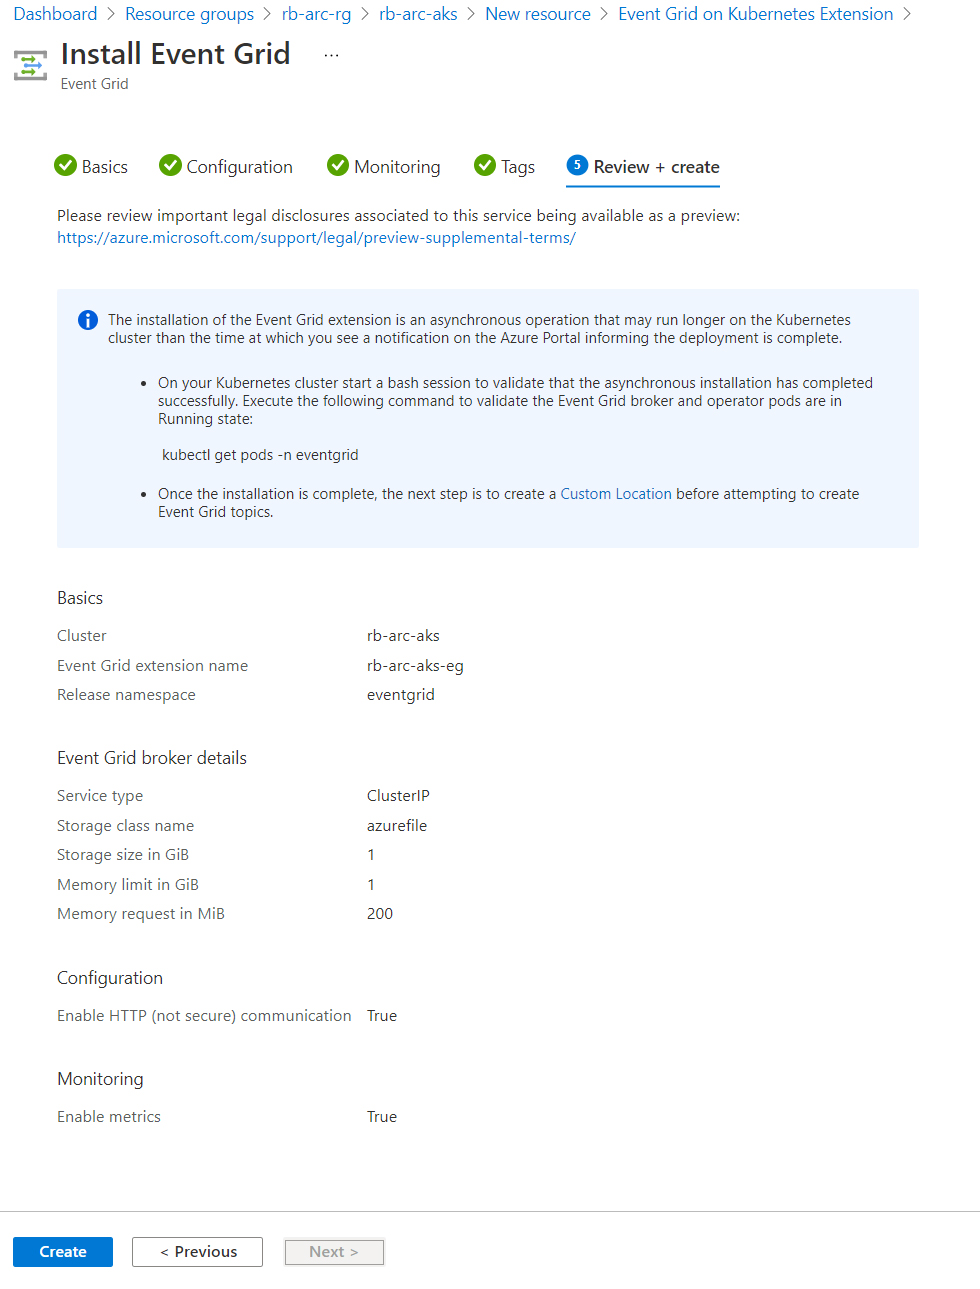 Dashboard > Resource groups > rb-arc-rg > rb-arc-aks > New resource > Event Grid on Kubernetes Extension >
Install Event Grid ...
Event Grid
Basics Configuration Monitoring Tags 5 Review + create
Please review important legal disclosures associated to this service being available as a preview:
https://azure.microsoft.com/support/legal/preview-supplemental-terms/
The installation of the Event Grid extension is an asynchronous operation that may run longer on the Kubernetes
cluster than the time at which you see a notification on the Azure Portal informing the deployment is complete.
• On your Kubernetes cluster start a bash session to validate that the asynchronous installation has completed
successfully. Execute the following command to validate the Event Grid broker and operator pods are in
Running state:
kubectl get pods -n eventgrid
• Once the installation is complete, the next step is to create a Custom Location before attempting to create
Event Grid topics.
Basics
Cluster rb-arc-aks
Event Grid extension name rb-arc-aks-eg
Release namespace eventgrid
Event Grid broker details
Service type ClusterIP
Storage class name azurefile
Storage size in GiB 1
Memory limit in GiB 1
Memory request in MiB 200
Configuration
Enable HTTP (not secure) communication True
Monitoring
Enable metrics True
Create < Previous Next >